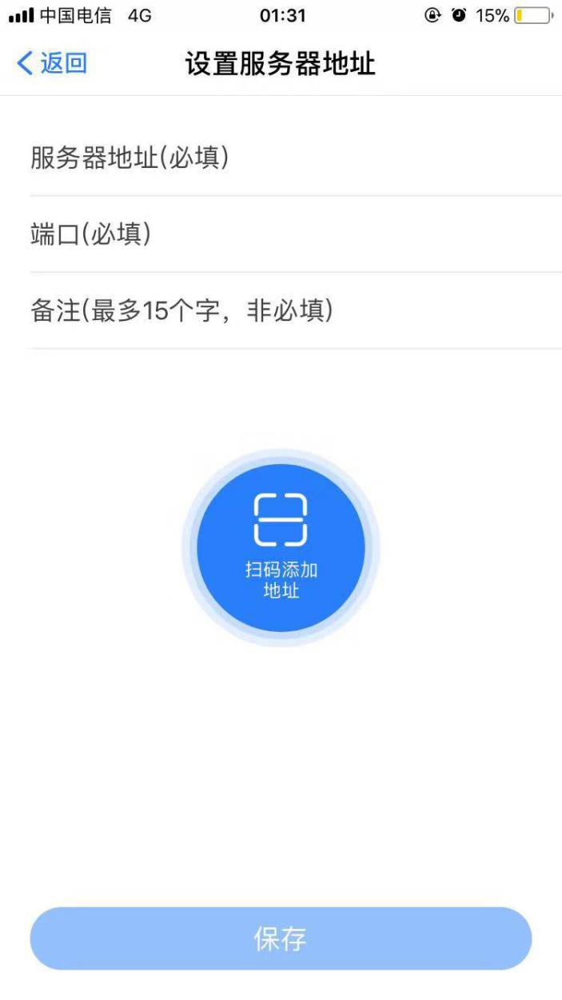 中国电信 4G 01:31 15%
返回 设置服务器地址
服务器地址(必填)
端口(必填)
备注(最多15个字，非必填)
扫码添加
地址
保存